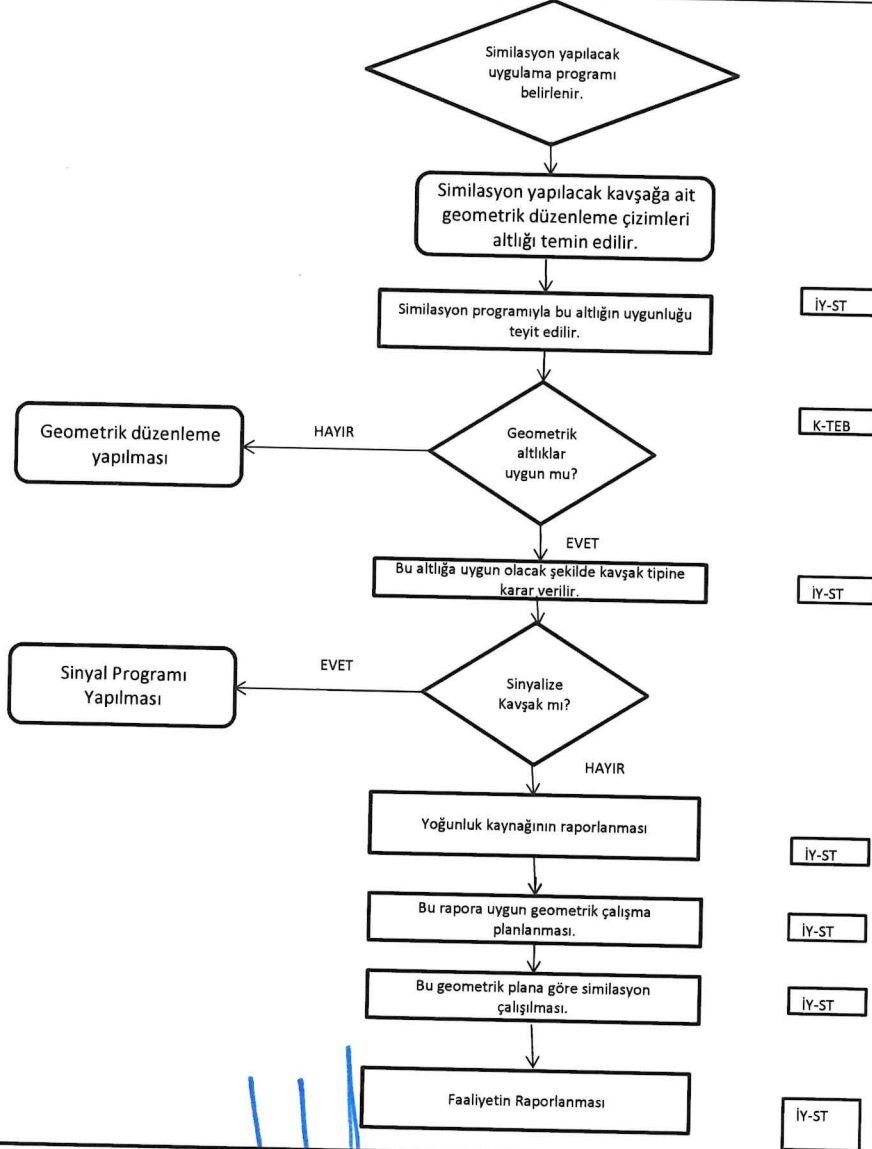 Similasyon yapılacak
uygulama programı
belirlenir.
Similasyon yapılacak kavşağa ait
geometrik düzenleme çizimleri
altlığı temin edilir.
Similasyon programıyla bu altlığın uygunluğu
teyit edilir.
İY-ST
Geometrik düzenleme
yapılması
HAYIR
Geometrik
altlıklar
uygun mu?
K-TEB
EVET
Bu altlığa uygun olacak şekilde kavşak tipine
karar verilir.
İY-ST
Sinyal Programı
Yapılması
EVET
Sinyalize
Kavşak mı?
HAYIR
Yoğunluk kaynağının raporlanması
İY-ST
Bu rapora uygun geometrik çalışma
planlanması.
İY-ST
Bu geometrik plana göre similasyon
çalışılması.
İY-ST
Faaliyetin Raporlanması
İY-ST